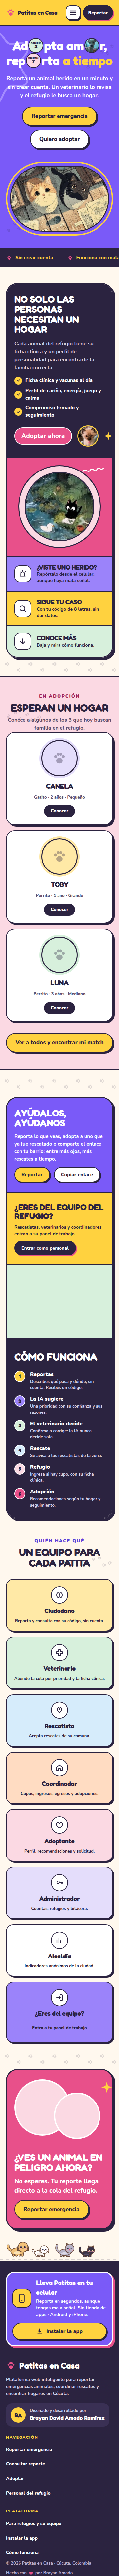 Patitos en Casa
Reportar
Adopta amor,
reporta a tiempo
Reporta un animal herido en un minuto y
sin dar cuenta. Un veterinario lo revisa
y el refugio le busca un hogar.
Reportar emergencia
Quiero adoptar
Sin crear cuenta
Funciona con mala
NO SOLO LAS
PERSONAS
NECESITAN UN
HOGAR
Cada animal del refugio tiene su
ficha clínica y un perfil de
personalidad para encontrarle la
familia correcta.
Ficha clínica y vacunas al día
Perfil de cariño, energía, juego y
calma
Compromiso firmado y
seguimiento
Adoptar ahora
¿VISTE UNO HERIDO?
Repórtalo desde el celular,
aunque haya mala señal.
SIGUE TU CASO
Con tu código de 8 letras, sin
dar datos.
CONOCE MÁS
Baja y mira cómo funciona.
EN ADOPCIÓN
ESPERAN UN HOGAR
Conoce a algunos de los que hoy buscan
familia en el refugio.
CANELA
Gatito · 2 años · Pequeño
Conocer
TOBY
Perrito · 1 año · Grande
Conocer
LUNA
Perrito · 3 años · Mediano
Conocer
Ver a todos y encontrar mi match
AYÚDALOS,
AYÚDANOS
Reporta lo que veas, adopta a uno que
ya fue rescatado o comparte el enlace
con tu barrio: entre más ojos, más
rescates a tiempo.
Reportar
Copiar enlace
¿ERES DEL EQUIPO DEL
REFUGIO?
Rescatistas, veterinarios y coordinadores
entran a su panel de trabajo.
Entrar como personal
CÓMO FUNCIONA
1
Reportas
Describes qué pasa y dónde, sin
cuenta. Recibes un código.
2
La IA sugiere
Una prioridad con su confianza y sus
razones.
3
El veterinario decide
Confirma o corrige: la IA nunca
decide sola.
4
Rescate
Se avisa a los rescatistas de la zona.
5
Refugio
Ingresa si hay cupo, con su ficha
clínica.
6
Adopción
Recomendaciones según tu hogar y
seguimiento.
QUIÉN HACE QUÉ
UN EQUIPO PARA
CADA PATITA
Ciudadano
Reporta y consulta con su código, sin cuenta.
Veterinario
Atiende la cola por prioridad y la ficha clínica.
Rescatista
Acepta rescates de su comuna.
Coordinador
Cupos, ingresos, egresos y adopciones.
Adoptante
Perfil, recomendaciones y solicitud.
Administrador
Cuentas, refugios y bitácora.
Alcaldía
Indicadores anónimos de la ciudad.
¿Eres del equipo?
Entra a tu panel de trabajo
¿VES UN ANIMAL EN
PELIGRO AHORA?
No esperes. Tu reporte llega
directo a la cola del refugio.
Reportar emergencia
Lleva Patitos en tu
celular
Reporta en segundos, aunque
tengas mala señal. Sin tienda de
apps · Android y iPhone.
Instalar la app
Patitos en Casa
Plataforma web inteligente para reportar
emergencias animales, coordinar rescates y
encontrar hogares en Cúcuta.
BA
Diseñado y desarrollado por
Brayan David Amado Ramírez
NAVEGACIÓN
Reportar emergencia
Consultar reporte
Adoptar
Personal del refugio
PLATAFORMA
Para refugios y su equipo
Instalar la app
Cómo funciona
© 2026 Patitos en Casa · Cúcuta, Colombia
Hecho con por Brayan Amado